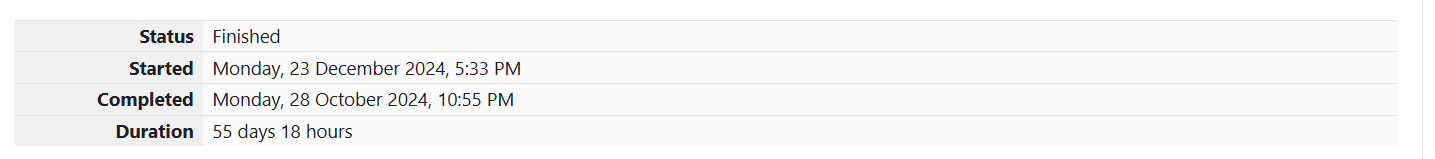 Status Finished
Started Monday, 23 December 2024, 5:33 PM
Completed Monday, 28 October 2024, 10:55 PM
Duration 55 days 18 hours